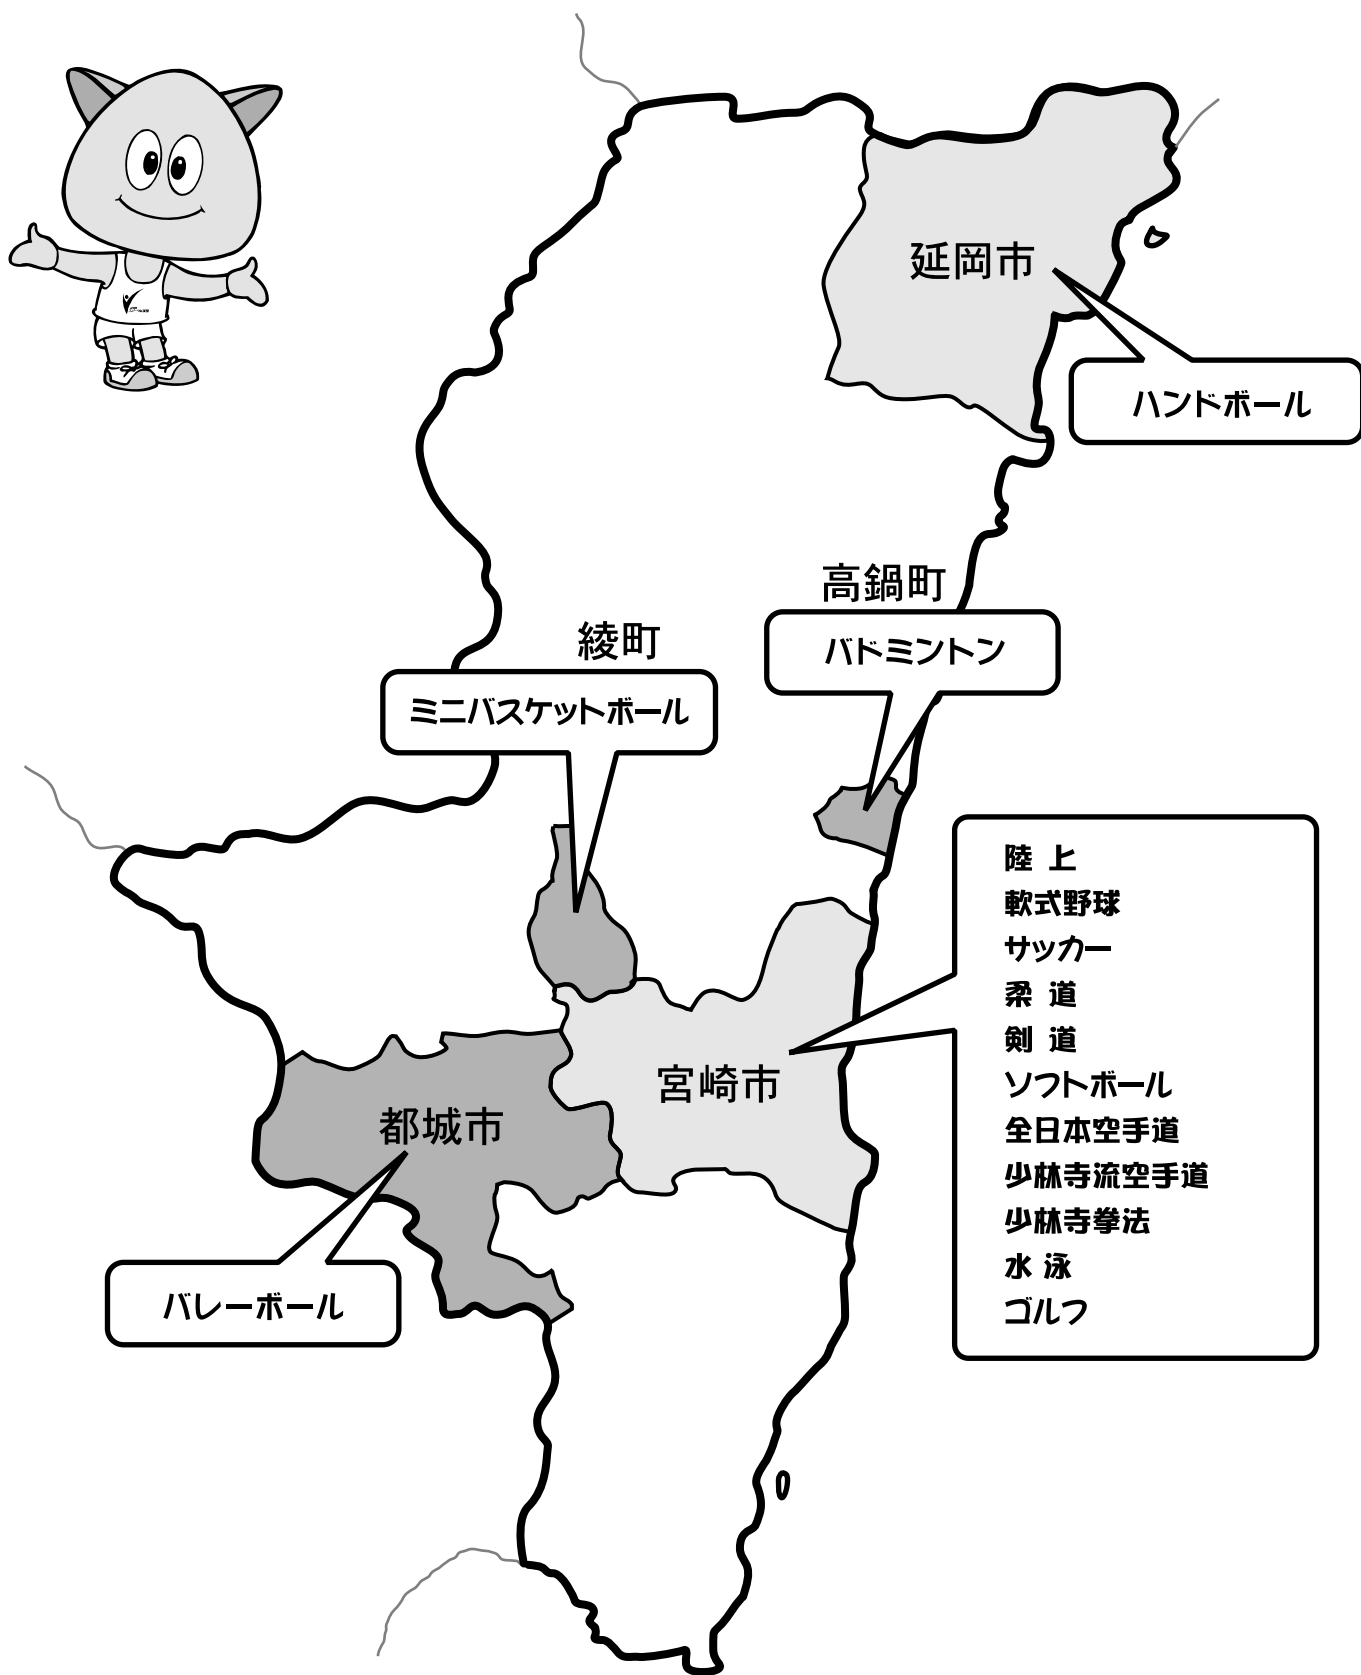 延岡市
ハンドボール
高鍋町
バドミントン
綾町
ミニバスケットボール
陸 上
軟式野球
サッカー
柔 道
剣 道
ソフトボール
全日本空手道
少林寺流空手道
少林寺拳法
水 泳
ゴルフ
宮崎市
都城市
バレーボール